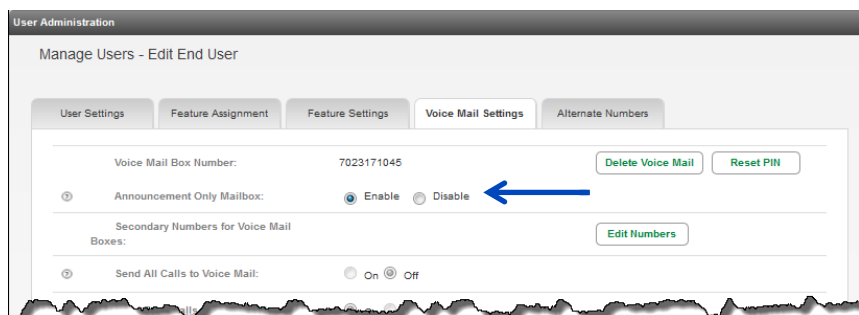 User Administration
Manage Users - Edit End User
User Settings Feature Assignment Feature Settings Voice Mail Settings Alternate Numbers
Voice Mail Box Number: 7023171045 Delete Voice Mail Reset PIN
Announcement Only Mailbox: Enable Disable
Secondary Numbers for Voice Mail
Boxes: Edit Numbers
Send All Calls to Voice Mail: On Off